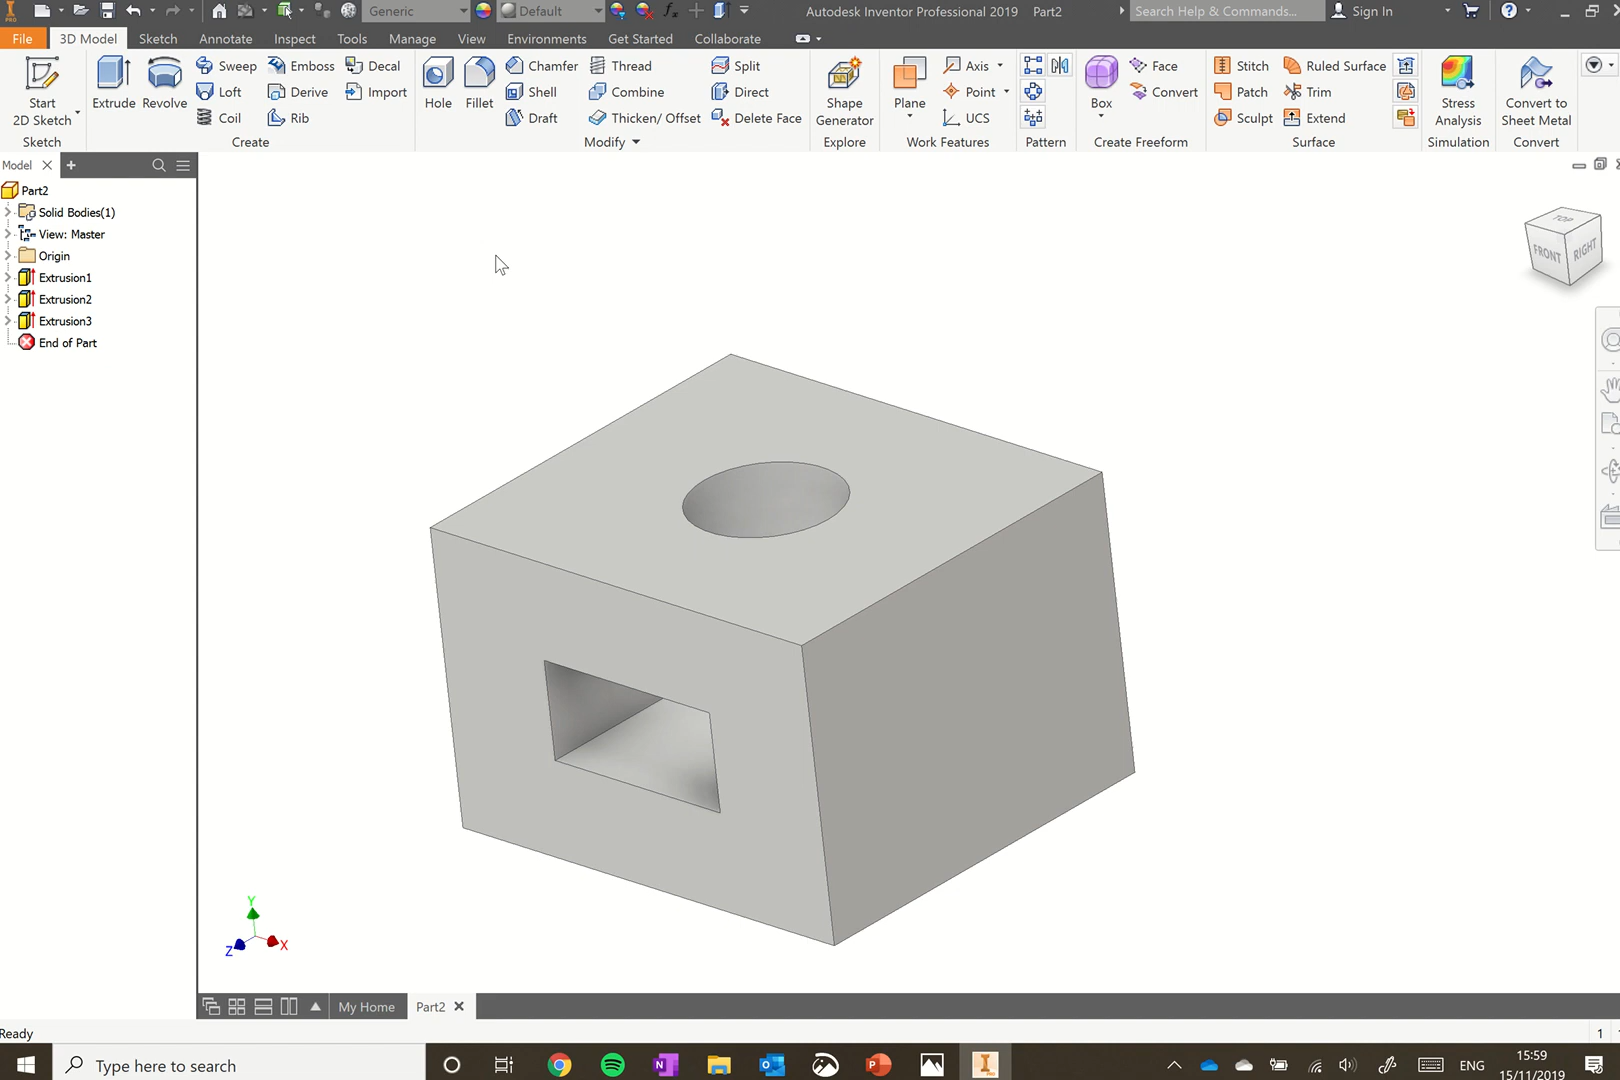 PRO Generic Default fx Autodesk Inventor Professional 2019 Part2 Search Help & Commands... Sign In
File 3D Model Sketch Annotate Inspect Tools Manage View Environments Get Started Collaborate
Sweep Emboss Decal Chamfer Thread Split Axis Face Stitch Ruled Surface
Start 2D Sketch Extrude Revolve Loft Derive Import Hole Fillet Shell Combine Direct Shape Generator Plane Point Box Convert Patch Trim Stress Analysis Convert to Sheet Metal
Coil Rib Draft Thicken/ Offset Delete Face UCS Sculpt Extend
Sketch Create Modify Explore Work Features Pattern Create Freeform Surface Simulation Convert
Model
Part2
Solid Bodies(1)
View: Master
Origin
Extrusion1
Extrusion2
Extrusion3
End of Part
TOP
FRONT RIGHT
Y
Z X
My Home Part2
Ready 1
Type here to search ENG 15:59
15/11/2019